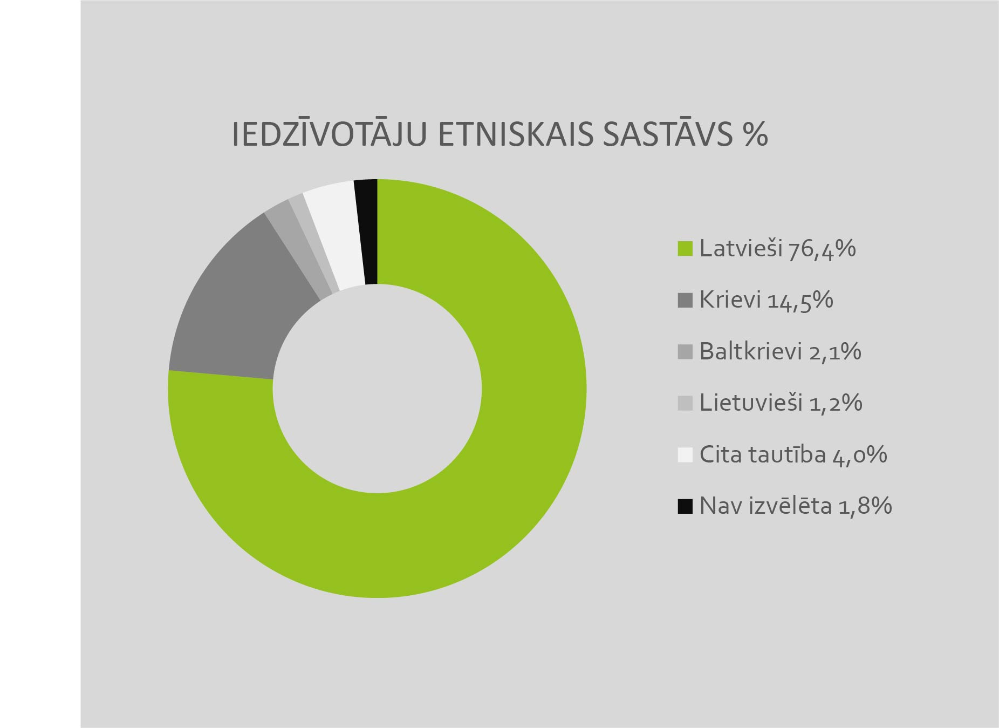 IEDZĪVOTĀJU ETNISKAIS SASTĀVS %
Latvieši 76,4%
Krievi 14,5%
Baltkrievi 2,1%
Lietuvieši 1,2%
Cita tautība 4,0%
Nav izvēlēta 1,8%